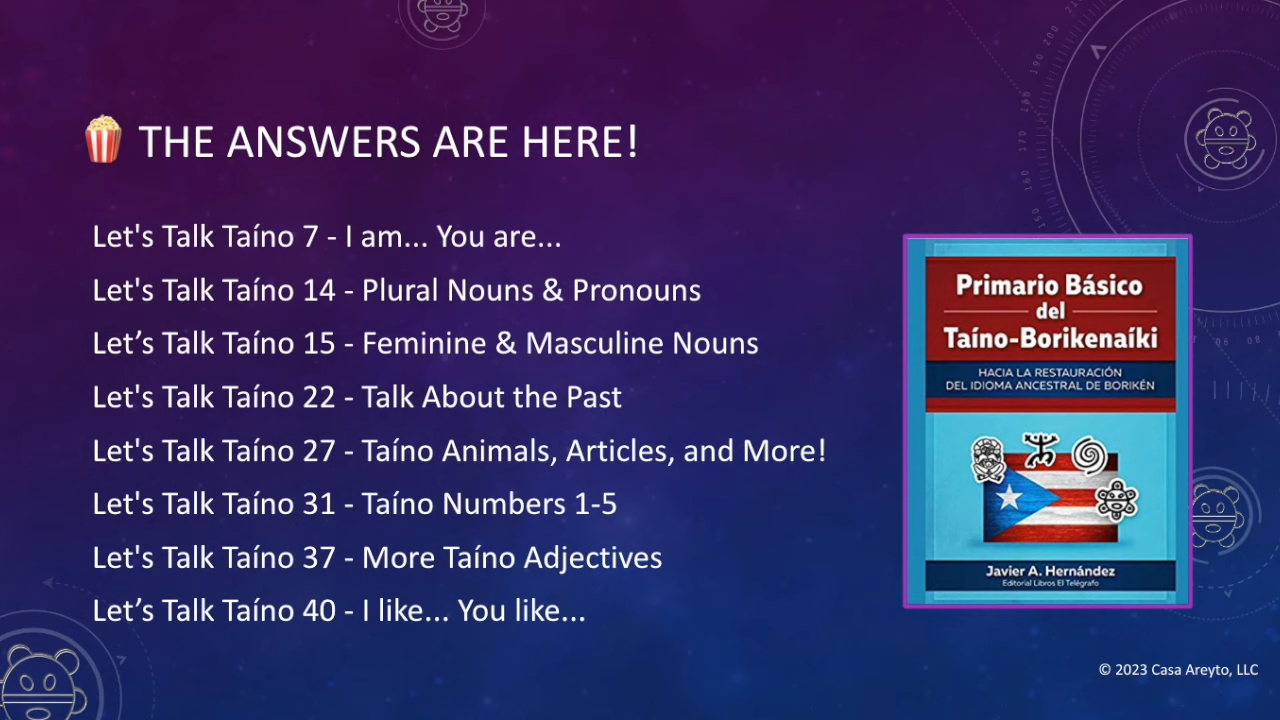 THE ANSWERS ARE HERE!
Let's Talk Taíno 7 - I am... You are...
Let's Talk Taíno 14 - Plural Nouns & Pronouns
Let’s Talk Taíno 15 - Feminine & Masculine Nouns
Let's Talk Taíno 22 - Talk About the Past
Let's Talk Taíno 27 - Taíno Animals, Articles, and More!
Let's Talk Taíno 31 - Taíno Numbers 1-5
Let's Talk Taíno 37 - More Taíno Adjectives
Let’s Talk Taíno 40 - I like... You like...
Primario Básico
del
Taíno-Borikenaíki
HACIA LA RESTAURACIÓN
DEL IDIOMA ANCESTRAL DE BORIKÉN
Javier A. Hernández
Editorial Libros El Telégrafo
© 2023 Casa Areyto, LLC